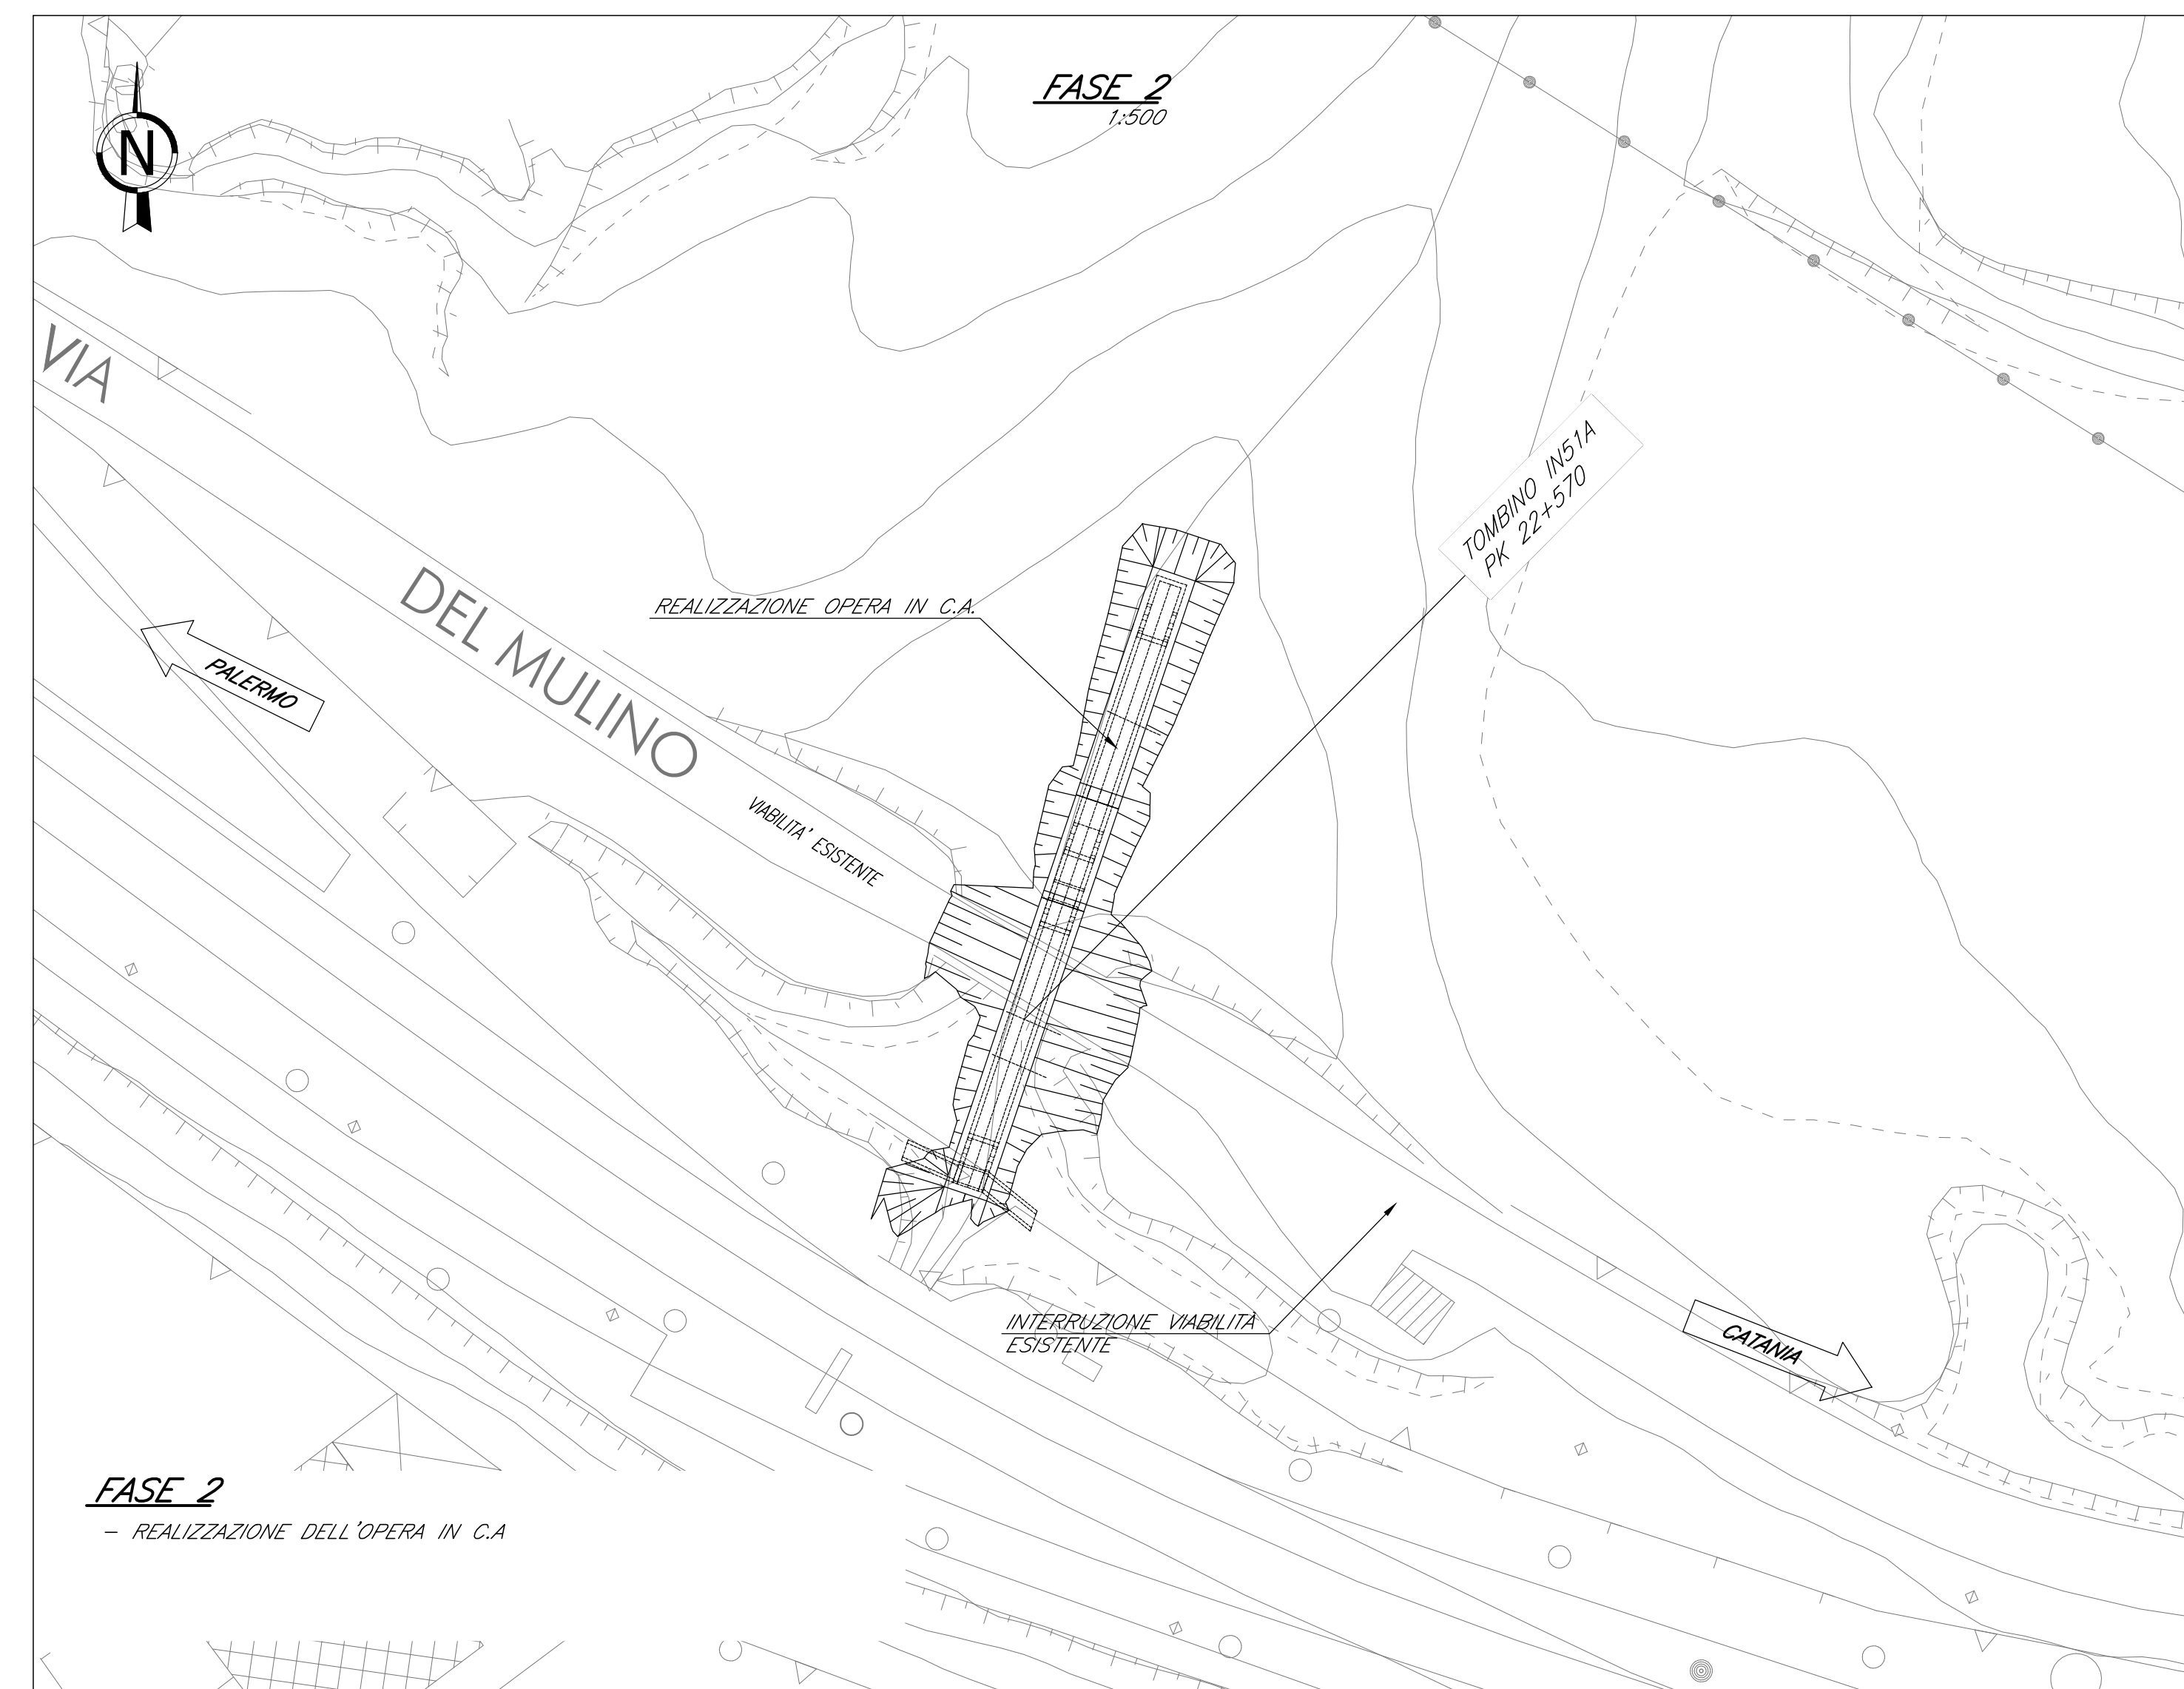 FASE 2
1:500
N
VIA
DEL MULINO
TOMBINO IN51A
PK 22+570
REALIZZAZIONE OPERA IN C.A.
PALERMO
VIABILITA' ESISTENTE
INTERRUZIONE VIABILITÀ
ESISTENTE
CATANIA
FASE 2
- REALIZZAZIONE DELL'OPERA IN C.A